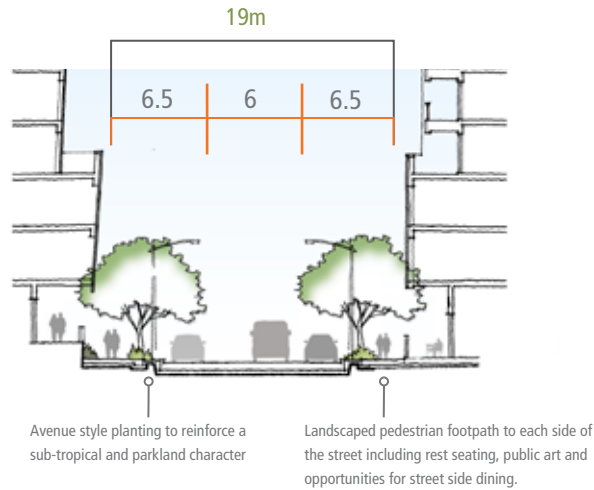 19m
6.5 6 6.5
Avenue style planting to reinforce a
sub-tropical and parkland character
Landscaped pedestrian footpath to each side of
the street including rest seating, public art and
opportunities for street side dining.